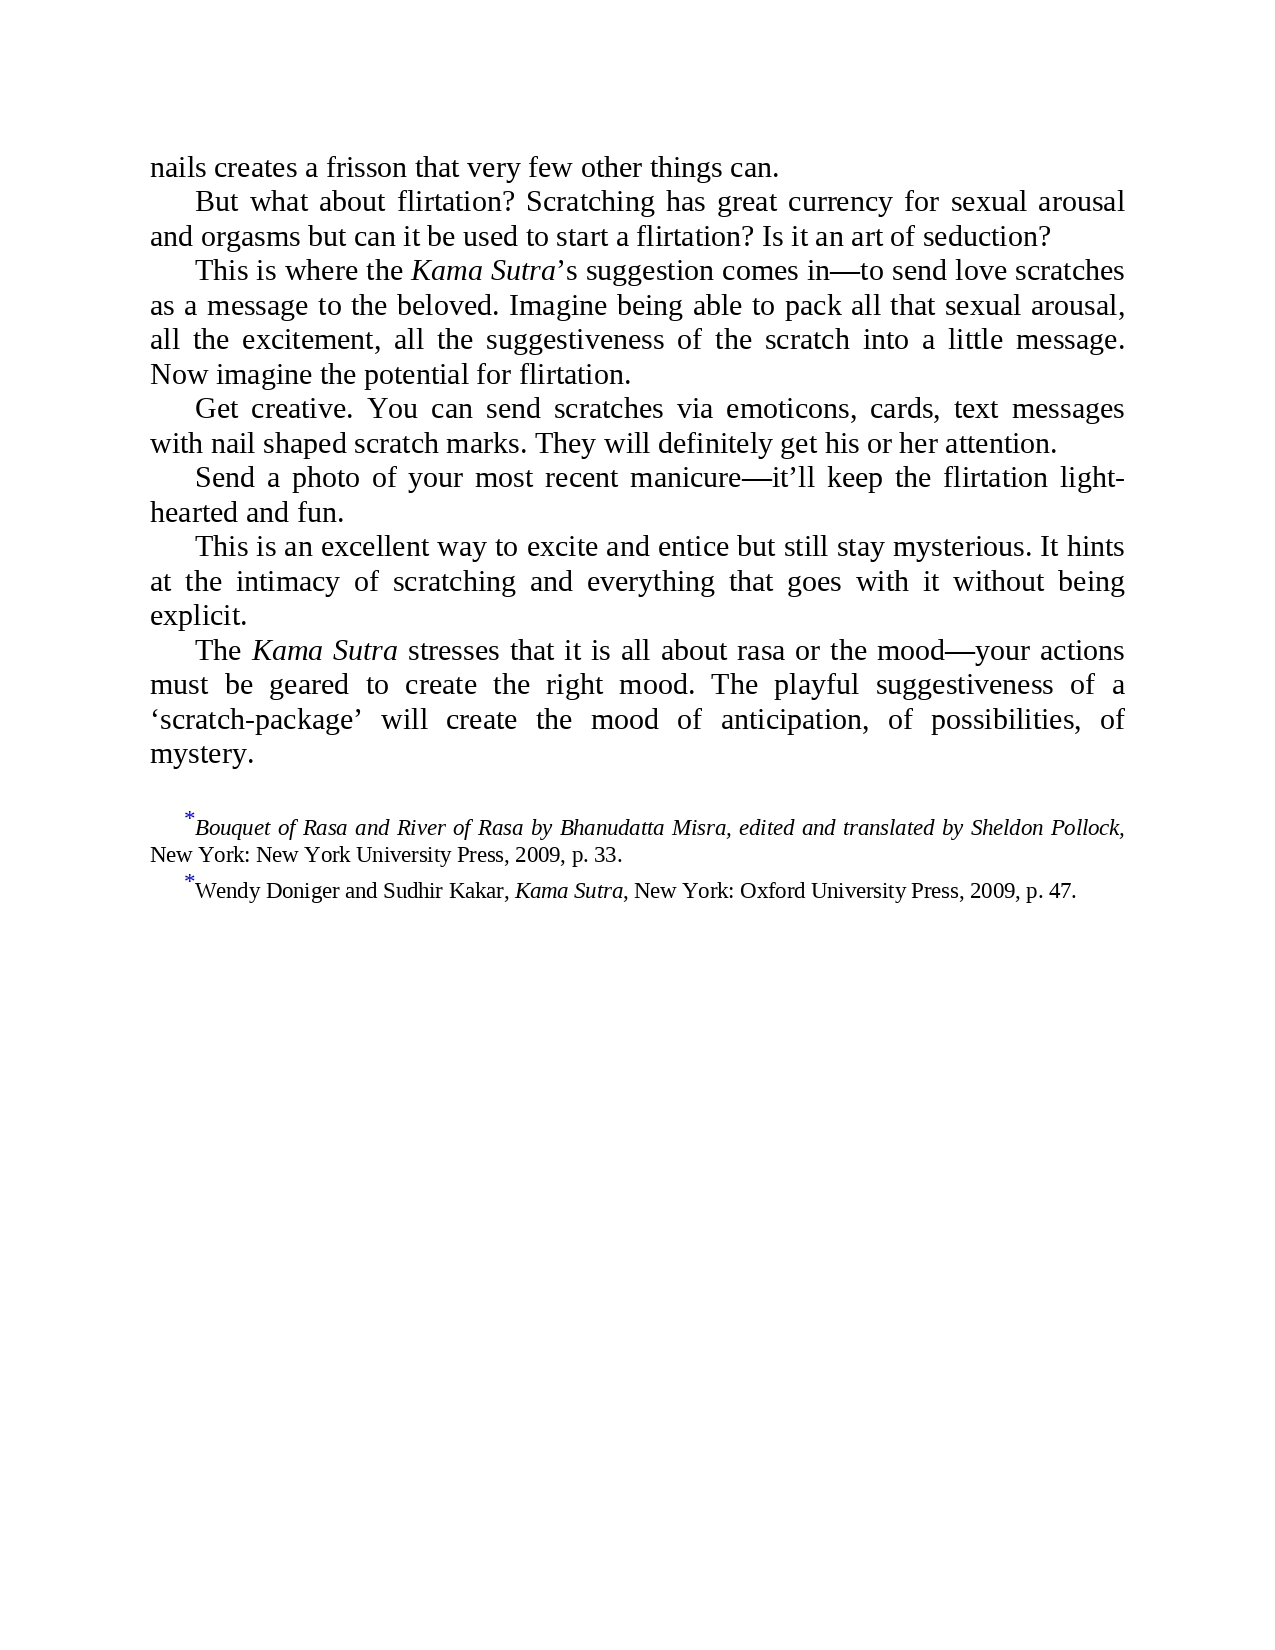 nails creates a frisson that very few other things can.
But what about flirtation? Scratching has great currency for sexual arousal
and orgasms but can it be used to start a flirtation? Is it an art of seduction?
This is where the Kama Sutra’s suggestion comes in—to send love scratches
as a message to the beloved. Imagine being able to pack all that sexual arousal,
all the excitement, all the suggestiveness of the scratch into a little message.
Now imagine the potential for flirtation.
Get creative. You can send scratches via emoticons, cards, text messages
with nail shaped scratch marks. They will definitely get his or her attention.
Send a photo of your most recent manicure—it’ll keep the flirtation light-
hearted and fun.
This is an excellent way to excite and entice but still stay mysterious. It hints
at the intimacy of scratching and everything that goes with it without being
explicit.
The Kama Sutra stresses that it is all about rasa or the mood—your actions
must be geared to create the right mood. The playful suggestiveness of a
‘scratch-package’ will create the mood of anticipation, of possibilities, of
mystery.
*Bouquet of Rasa and River of Rasa by Bhanudatta Misra, edited and translated by Sheldon Pollock,
New York: New York University Press, 2009, p. 33.
*Wendy Doniger and Sudhir Kakar, Kama Sutra, New York: Oxford University Press, 2009, p. 47.